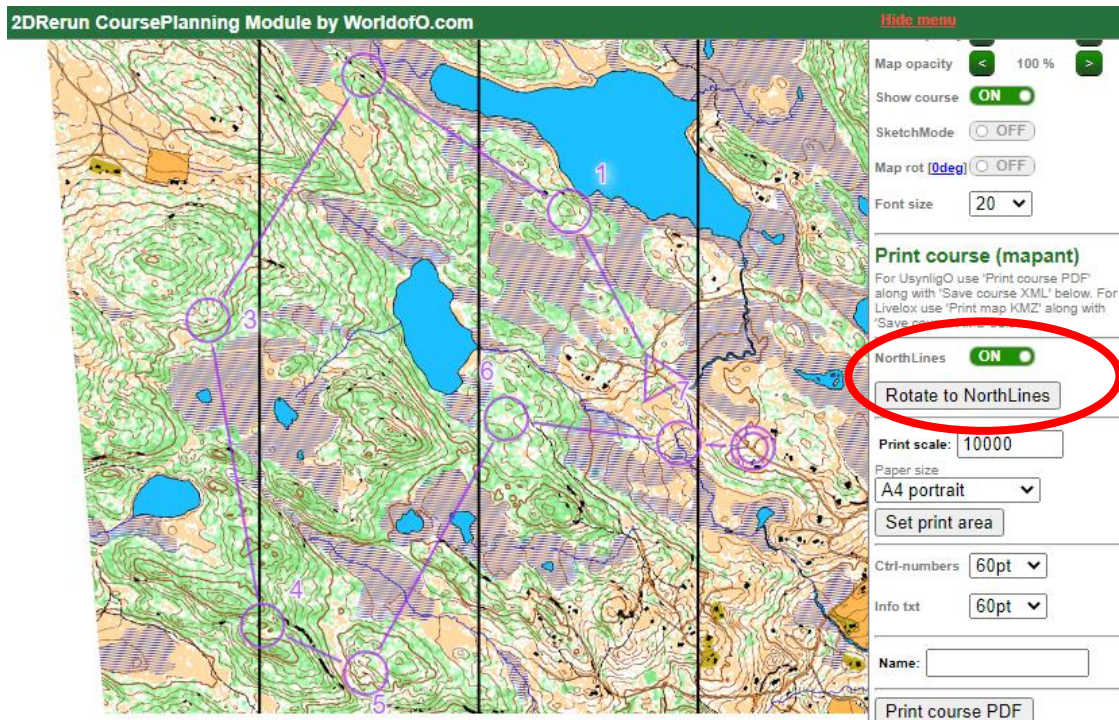 2DRerun CoursePlanning Module by WorldofO.com
Hide menu
Map opacity < 100 % >
Show course ON
SketchMode OFF
Map rot [0deg] OFF
Font size 20
Print course (mapant)
For UsynligO use 'Print course PDF'
along with 'Save course XML' below. For
Livelox use 'Print map KMZ' along with
NorthLines ON
Rotate to NorthLines
Print scale: 10000
Paper size
A4 portrait
Set print area
Ctrl-numbers 60pt
Info txt 60pt
Name:
Print course PDF
1
3
6
7
4
5